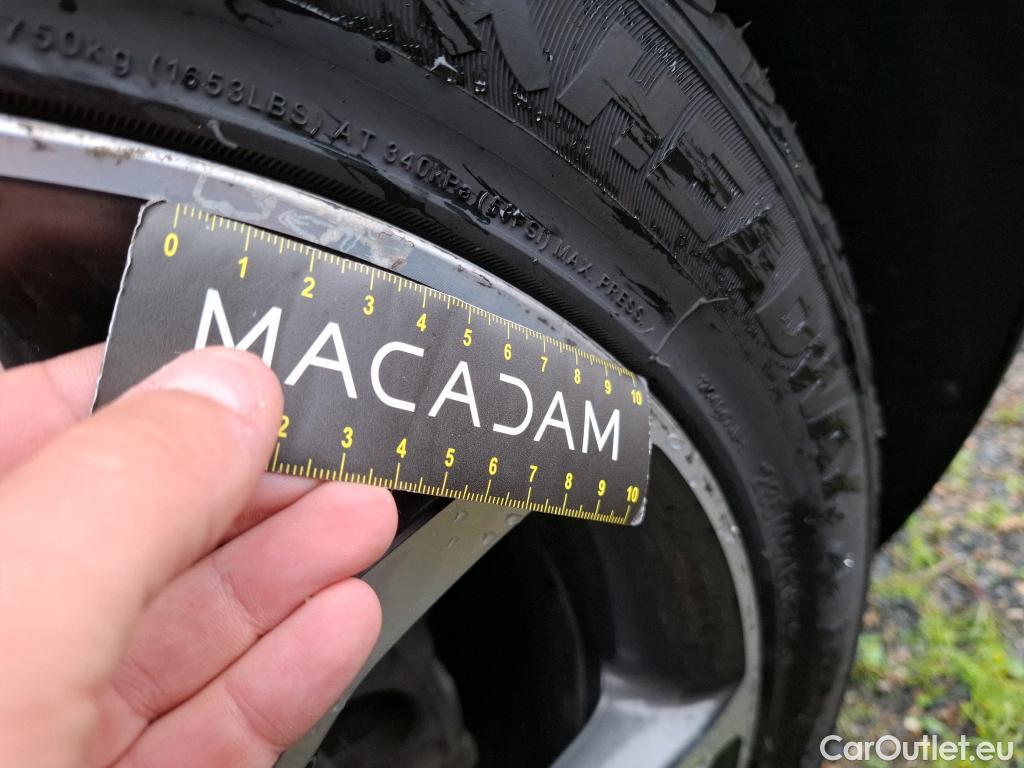 750kg (1653LBS) AT 340kPa (51PSI) MAX. PRESS.
0 1 2 3 4 5 6 7 8 9 10
MACADAM
2 3 4 5 6 7 8 9 10
CarOutlet.eu